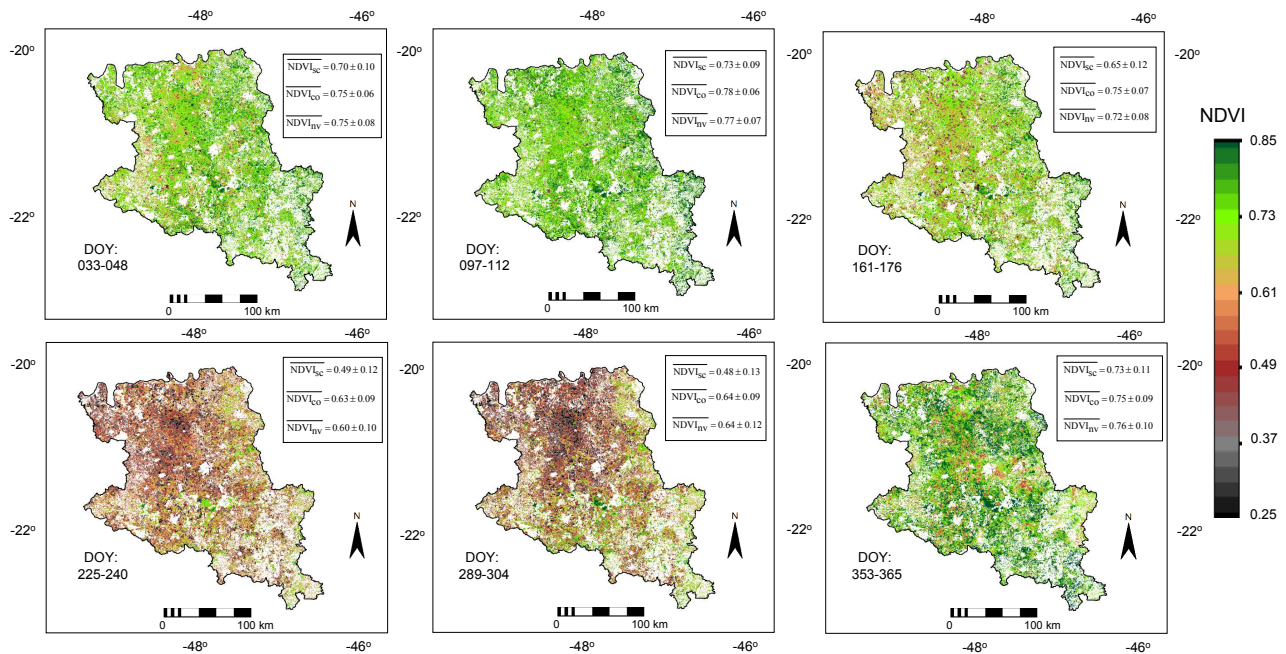 -48
-46
-48
-46
-48
-46
-20º
-22º
NDVIsc = 0.70 ± 0.10
NDVIco = 0.75 ± 0.06
NDVInv = 0.75 ± 0.08
N
DOY:
033-048
0 100 km
NDVIsc = 0.73 ± 0.09
NDVIco = 0.78 ± 0.06
NDVInv = 0.77 ± 0.07
N
DOY:
097-112
0 100 km
NDVIsc = 0.65 ± 0.12
NDVIco = 0.75 ± 0.07
NDVInv = 0.72 ± 0.08
N
DOY:
161-176
0 100 km
-20º
-22º
NDVI
0.85
0.73
0.61
0.49
0.37
0.25
-48º
-46º
-48º
-46º
-48º
-46º
-20º
-22º
NDVIsc = 0.49 ± 0.12
NDVIco = 0.63 ± 0.09
NDVInv = 0.60 ± 0.10
N
DOY:
225-240
0 100 km
-20º
-22º
NDVIsc = 0.48 ± 0.13
NDVIco = 0.64 ± 0.09
NDVInv = 0.64 ± 0.12
N
DOY:
289-304
0 100 km
NDVIsc = 0.73 ± 0.11
NDVIco = 0.75 ± 0.09
NDVInv = 0.76 ± 0.10
N
DOY:
353-365
0 100 km
-20º
-22º
-48º
-46º
-48º
-46º
-48º
-46º